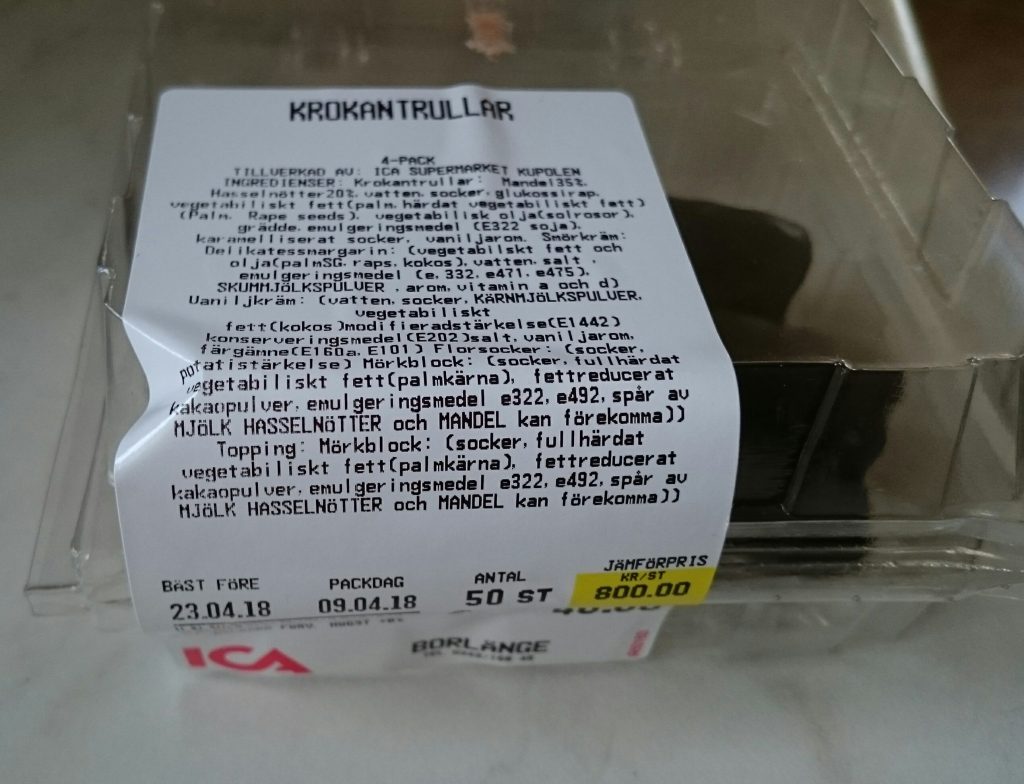 KROKANTRULLAR
4-PACK
TILLVERKAD AV: ICA SUPERMARKET KUPOLEN
INGREDIENSER: Krokantrullar: Mandel35%,
Hasselnötter20%, vatten, socker, glukossirap,
vegetabiliskt fett(palm, härdat vegetabiliskt fett)
(Palm, Rape seeds), vegetabilisk olja(solrosor),
grädde, emulgeringsmedel (E322 soja),
karamelliserat socker, vaniljarom, Smörkräm:
Delikatessmargarin: (vegetabilskt fett och
olja(palmSG, raps, kokos), vatten, salt ,
emulgeringsmedel (e, 332, e471, e475),
SKUMMJÖLKSPULVER , arom, vitamin a och d)
Vaniljkräm: (vatten, socker, KÄRNMJÖLKSPULVER,
vegetabiliskt
fett(kokos)modifieradstärkelse(E1442)
konserveringsmedel(E202)salt, vaniljarom,
färgämne(E160a, E101) Florsocker: (socker,
potatistärkelse) Mörkblock: (socker, fullhärdat
vegetabiliskt fett(palmkärna), fettreducerat
kakaopulver, emulgeringsmedel e322, e492, spår av
MJöLK HASSELNöTTER och MANDEL kan förekomma))
Topping: Mörkblock: (socker, fullhärdat
vegetabiliskt fett(palmkärna), fettreducerat
kakaopulver, emulgeringsmedel e322, e492, spår av
MJöLK HASSELNöTTER och MANDEL kan förekomma))
BÄST FÖRE PACKDAG ANTAL JÄMFÖRPRIS
KR/ST
23.04.18 09.04.18 50 ST 800.00
ICA BORLÄNGE